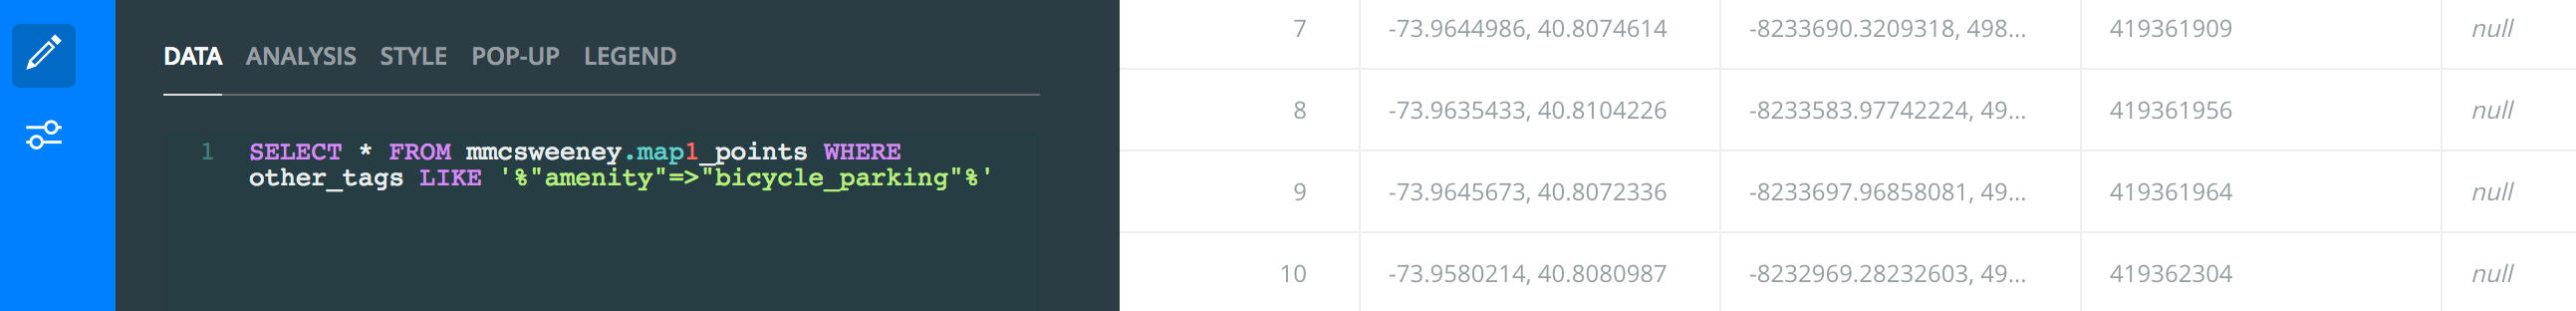 DATA ANALYSIS STYLE POP-UP LEGEND
1 SELECT * FROM mmcsweeney.map1_points WHERE
other_tags LIKE '%"amenity"=>"bicycle_parking"%'
7 -73.9644986, 40.8074614 -8233690.3209318, 498... 419361909 null
8 -73.9635433, 40.8104226 -8233583.97742224, 49... 419361956 null
9 -73.9645673, 40.8072336 -8233697.96858081, 49... 419361964 null
10 -73.9580214, 40.8080987 -8232969.28232603, 49... 419362304 null